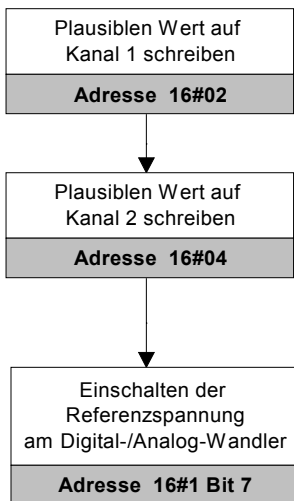 Plausiblen Wert auf
Kanal 1 schreiben
Adresse 16#02
Plausiblen Wert auf
Kanal 2 schreiben
Adresse 16#04
Einschalten der
Referenzspannung
am Digital-/Analog-Wandler
Adresse 16#1 Bit 7